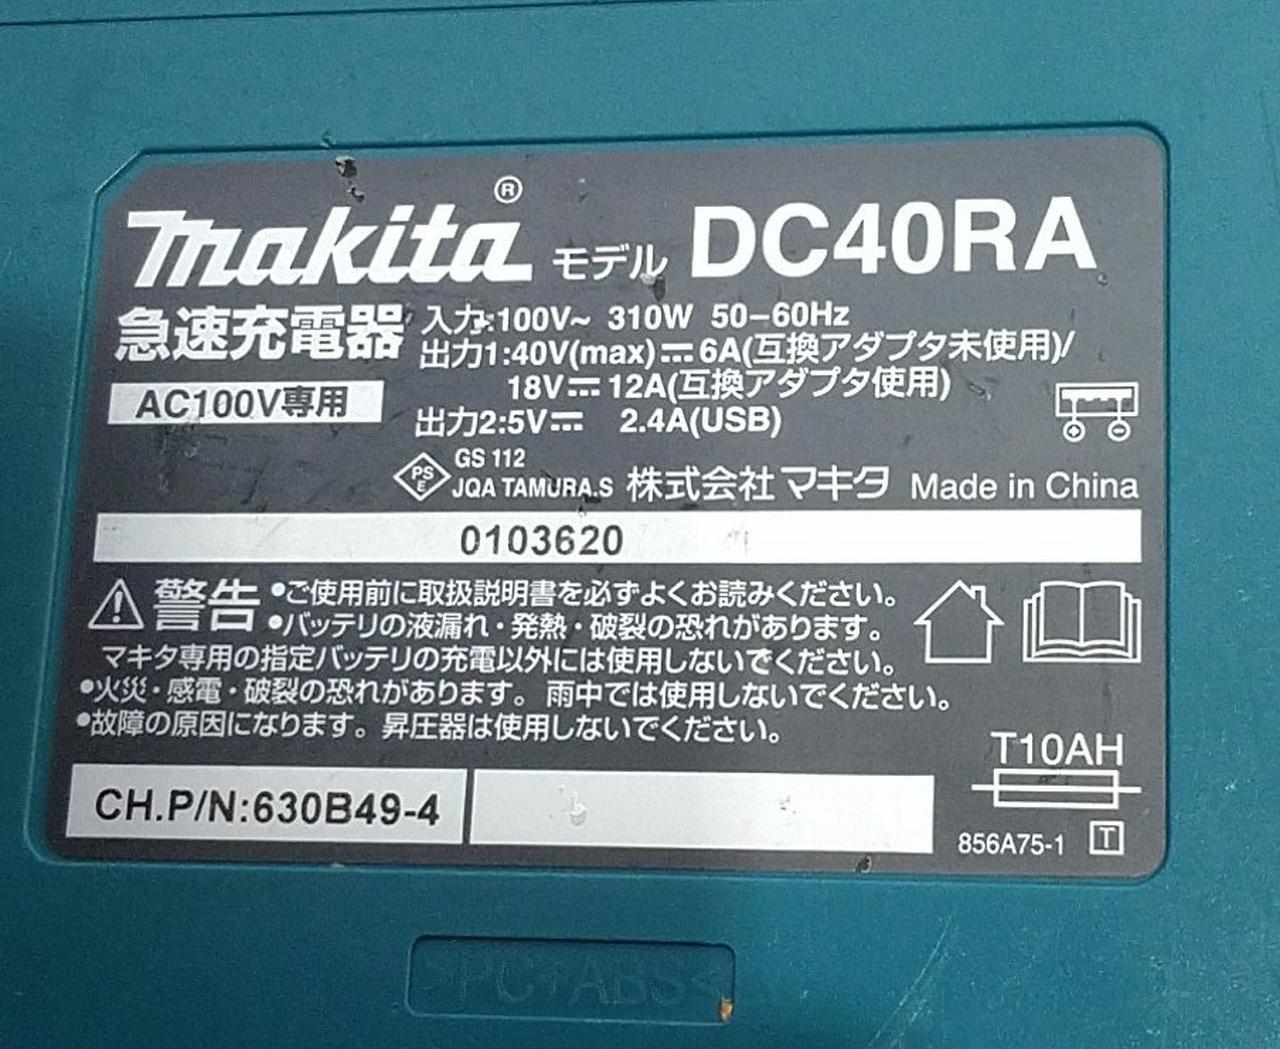 makita® モデル DC40RA
急速充電器
AC100V専用
入力:100V~ 310W 50-60Hz
出力1:40V(max)⎓6A(互換アダプタ未使用)/
18V⎓12A(互換アダプタ使用)
出力2:5V⎓ 2.4A(USB)
PSE
GS 112
JQA TAMURA.S 株式会社マキタ Made in China
0103620
警告 •ご使用前に取扱説明書を必ずよくお読みください。
•バッテリの液漏れ・発熱・破裂の恐れがあります。
マキタ専用の指定バッテリの充電以外には使用しないでください。
•火災・感電・破裂の恐れがあります。雨中では使用しないでください。
•故障の原因になります。昇圧器は使用しないでください。
T10AH
CH.P/N:630B49-4
856A75-1 T
>PC+ABS<